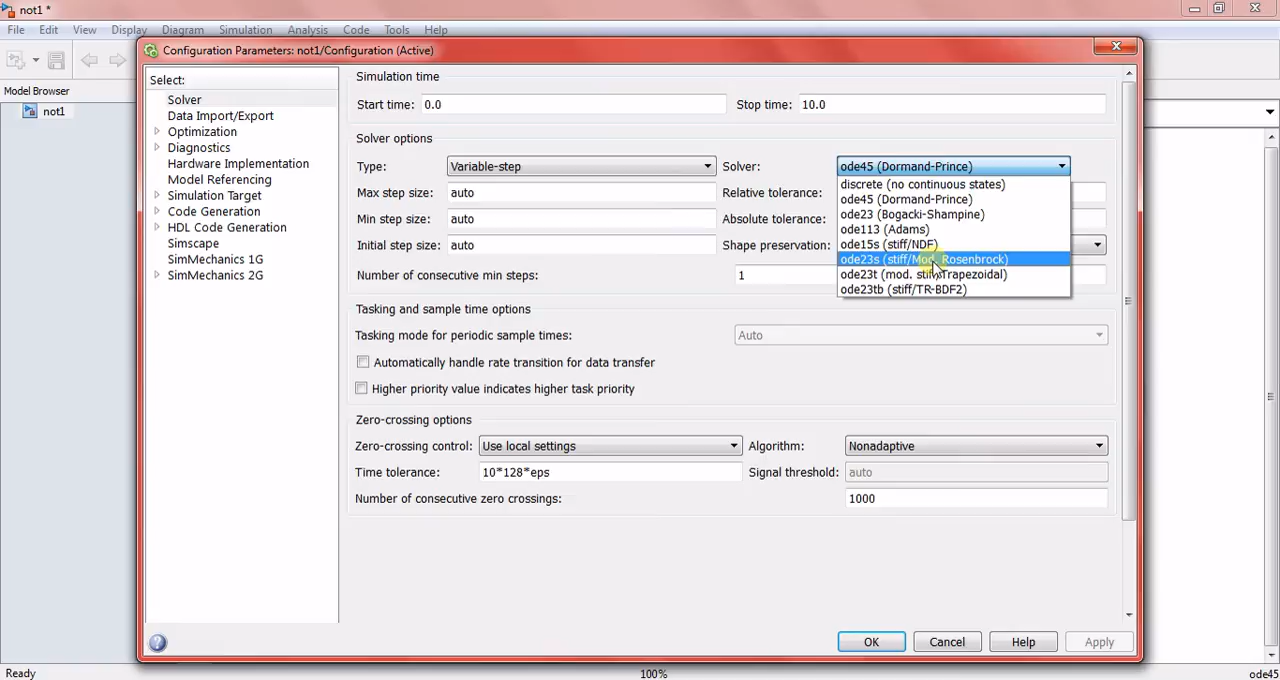 not1 *
File Edit View Display Diagram Simulation Analysis Code Tools Help
Model Browser
not1
Configuration Parameters: not1/Configuration (Active)
Select:
Solver
Data Import/Export
Optimization
Diagnostics
Hardware Implementation
Model Referencing
Simulation Target
Code Generation
HDL Code Generation
Simscape
SimMechanics 1G
SimMechanics 2G
Simulation time
Start time: 0.0 Stop time: 10.0
Solver options
Type: Variable-step Solver: ode45 (Dormand-Prince)
discrete (no continuous states)
ode45 (Dormand-Prince)
ode23 (Bogacki-Shampine)
ode113 (Adams)
ode15s (stiff/NDF)
ode23s (stiff/Mod. Rosenbrock)
ode23t (mod. stiff/Trapezoidal)
ode23tb (stiff/TR-BDF2)
Max step size: auto Relative tolerance:
Min step size: auto Absolute tolerance:
Initial step size: auto Shape preservation:
Number of consecutive min steps: 1
Tasking and sample time options
Tasking mode for periodic sample times: Auto
Automatically handle rate transition for data transfer
Higher priority value indicates higher task priority
Zero-crossing options
Zero-crossing control: Use local settings Algorithm: Nonadaptive
Time tolerance: 10*128*eps Signal threshold: auto
Number of consecutive zero crossings: 1000
OK Cancel Help Apply
Ready 100% ode45